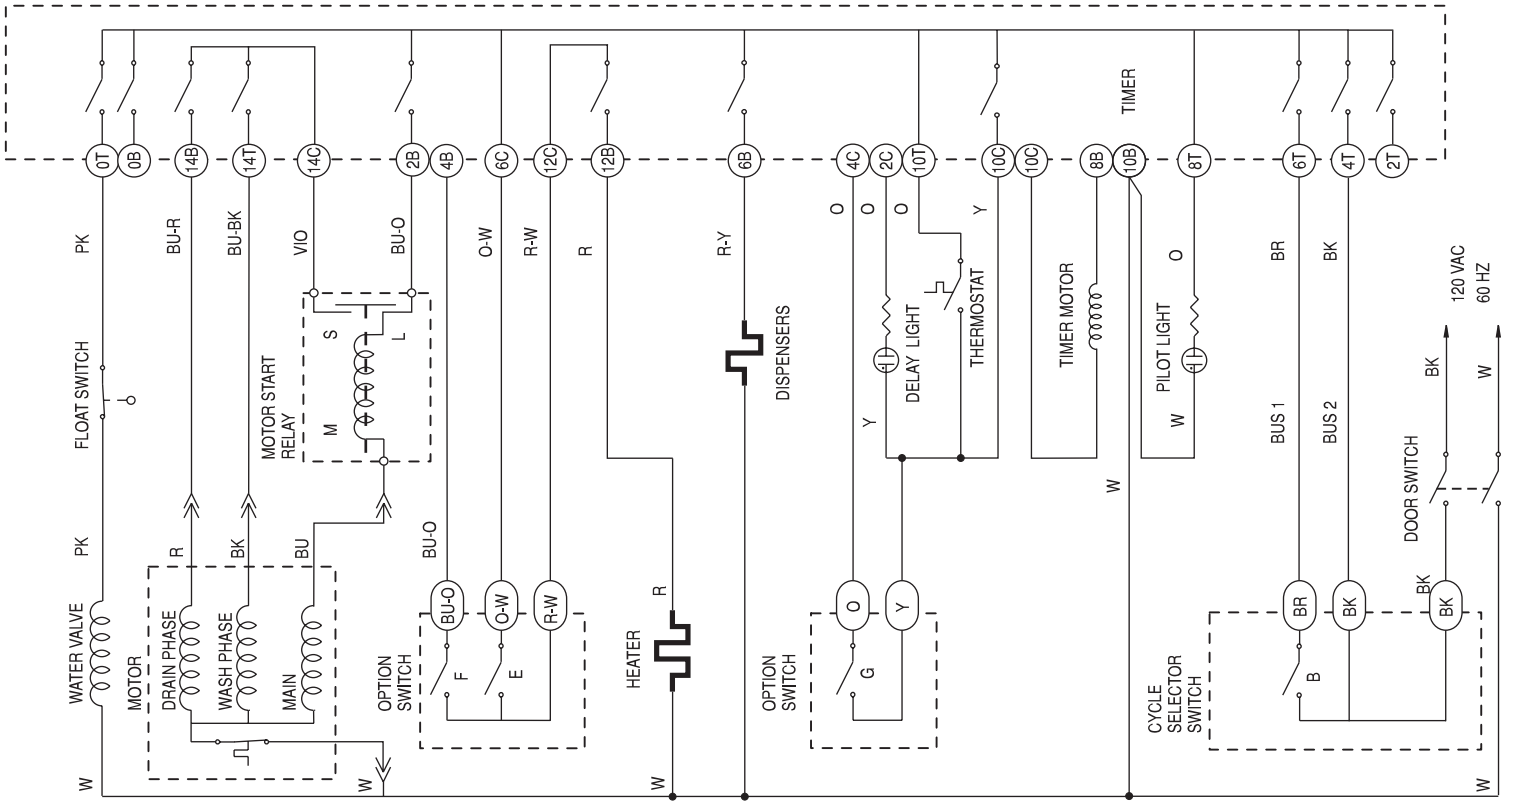 TIMER
0T
0B
14B
14T
14C
2B
4B
6C
12C
12B
6B
4C
2C
10T
10C
10C
8B
10B
8T
6T
4T
2T
PK
BU-R
BU-BK
VIO
BU-O
O-W
R-W
R
R-Y
O
O
O
Y
O
BR
BK
120 VAC
60 HZ
FLOAT SWITCH
MOTOR START
RELAY
S
L
M
DISPENSERS
DELAY LIGHT
THERMOSTAT
TIMER MOTOR
PILOT LIGHT
BK
W
Y
W
BUS 1
BUS 2
DOOR SWITCH
W
PK
R
BK
BU
BU-O
R
BK
WATER VALVE
MOTOR
DRAIN PHASE
WASH PHASE
MAIN
BU-O
O-W
R-W
OPTION
SWITCH
F
E
HEATER
O
Y
OPTION
SWITCH
G
BR
BK
BK
CYCLE
SELECTOR
SWITCH
B
W
W
W
W